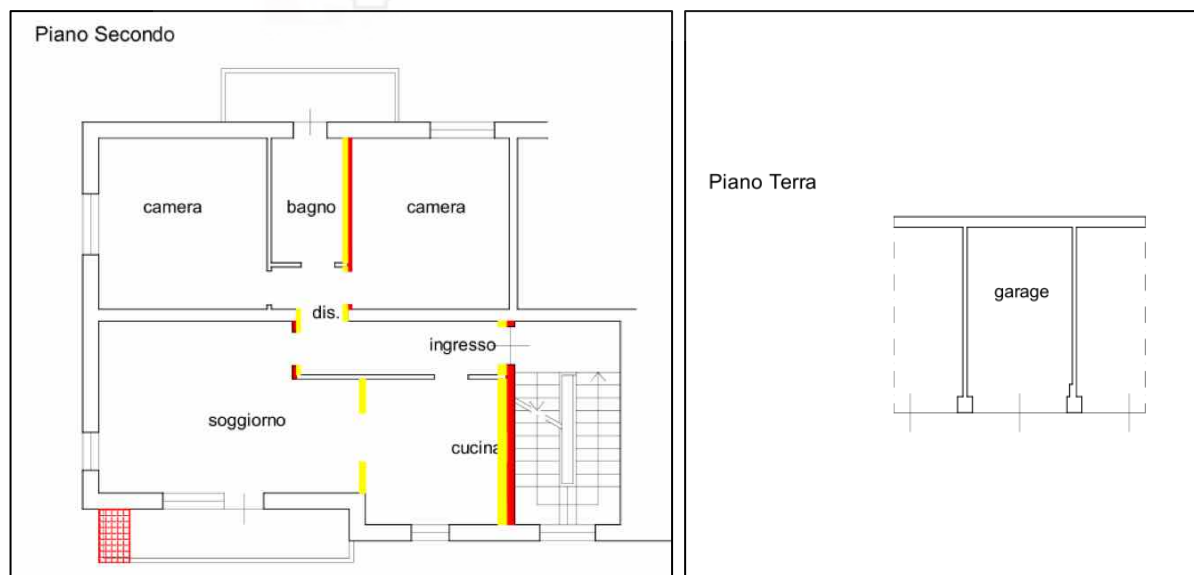 Piano Secondo
camera
bagno
camera
dis.
ingresso
soggiorno
cucina
Piano Terra
garage